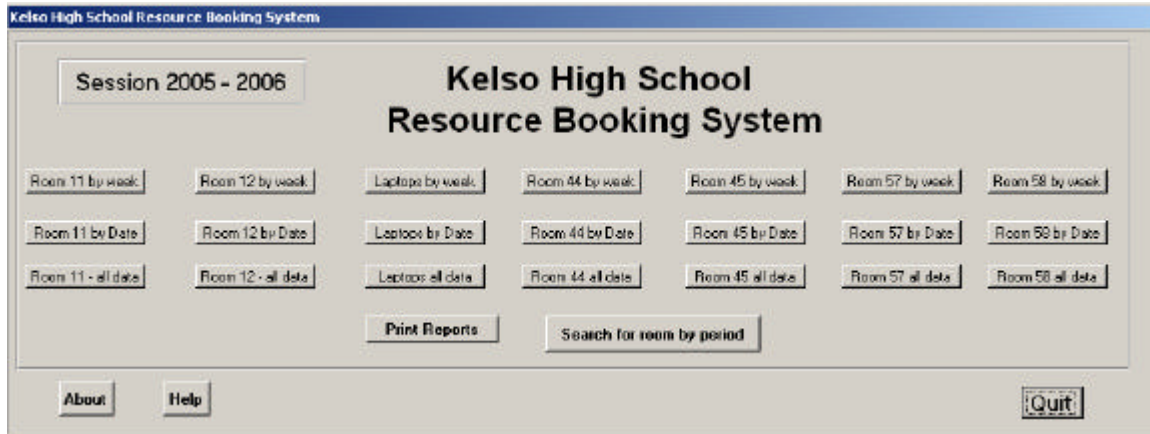 Kelso High School Resource Booking System
Session 2005 - 2006
Kelso High School
Resource Booking System
Room 11 by week Room 12 by week Laptops by week Room 44 by week Room 45 by week Room 57 by week Room 58 by week
Room 11 by Date Room 12 by Date Laptops by Date Room 44 by Date Room 45 by Date Room 57 by Date Room 58 by Date
Room 11 - all data Room 12 - all data Laptops all data Room 44 all data Room 45 all data Room 57 all data Room 58 all data
Print Reports Search for room by period
About Help Quit